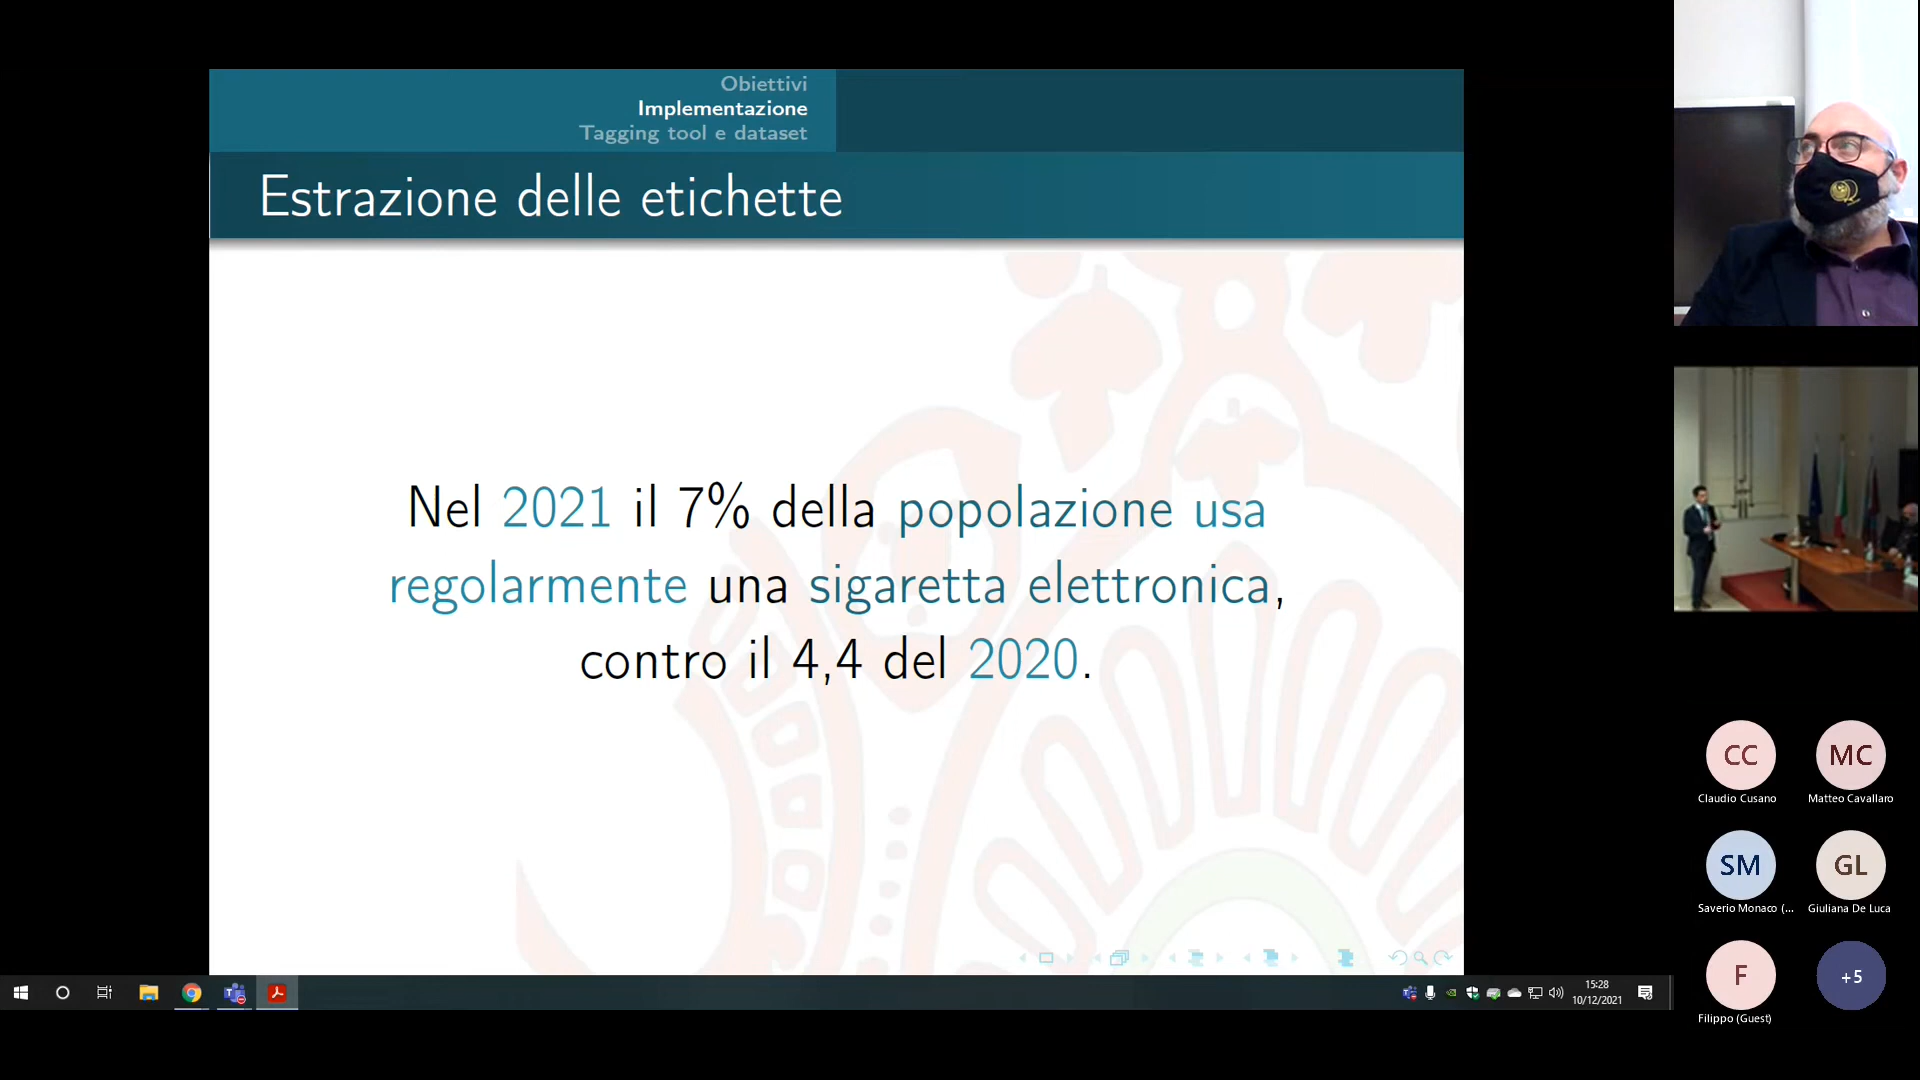 Obiettivi
Implementazione
Tagging tool e dataset
Estrazione delle etichette
Nel 2021 il 7% della popolazione usa
regolarmente una sigaretta elettronica,
contro il 4,4 del 2020.
CC
Claudio Cusano
MC
Matteo Cavallaro
SM
Saverio Monaco (...
GL
Giuliana De Luca
F
Filippo (Guest)
+5
15:28
10/12/2021